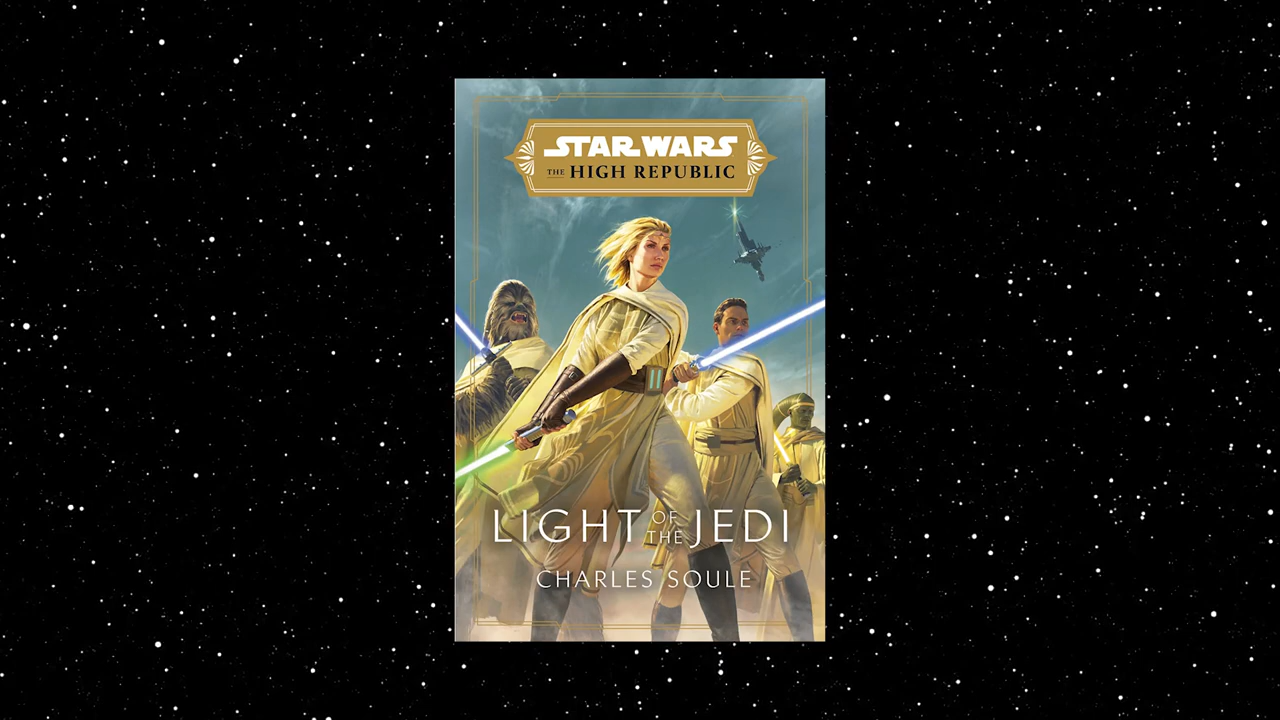 STAR WARS
THE HIGH REPUBLIC
LIGHT OF THE JEDI
CHARLES SOULE